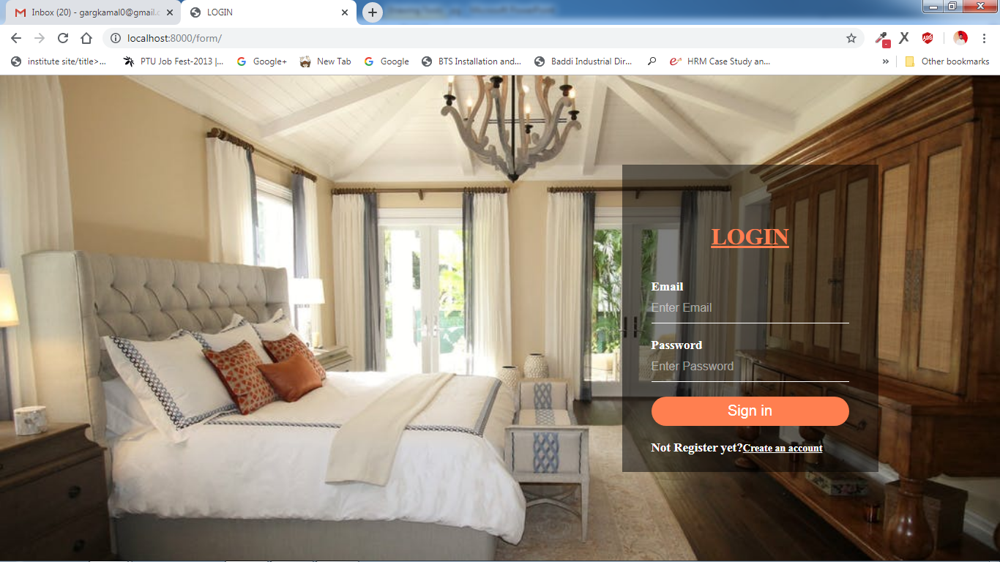 Inbox (20) - gargkamal0@gmail.c
LOGIN
localhost:8000/form/
institute site/title>...
PTU Job Fest-2013 |...
Google+
New Tab
Google
BTS Installation and...
Baddi Industrial Dir...
HRM Case Study an...
»
Other bookmarks
LOGIN
Email
Enter Email
Password
Enter Password
Sign in
Not Register yet?Create an account